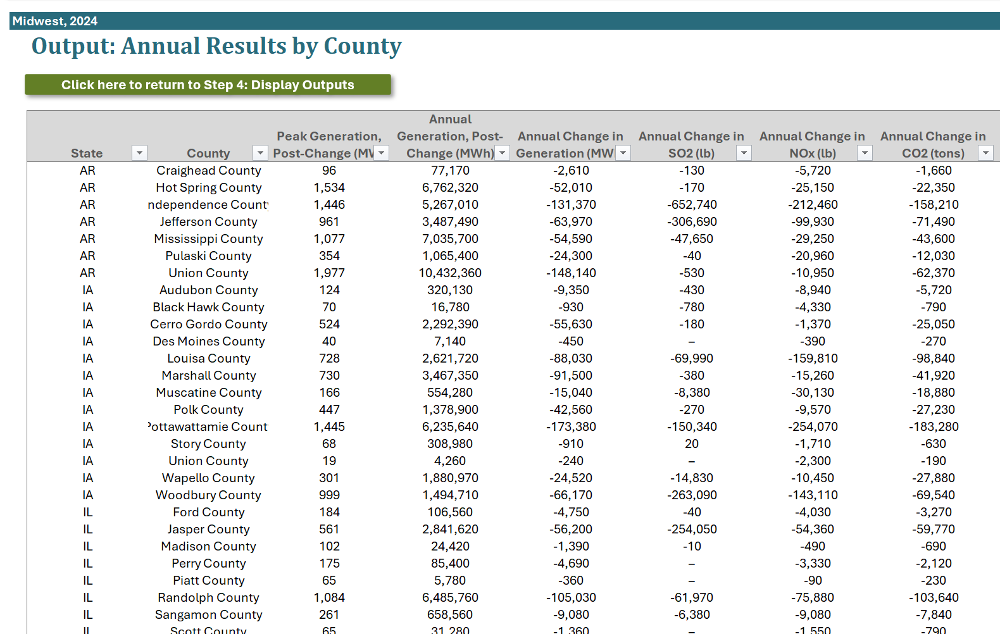 Midwest, 2024
Output: Annual Results by County
Click here to return to Step 4: Display Outputs
Annual
Peak Generation, Generation, Post- Annual Change in Annual Change in Annual Change in Annual Change in
State County Post-Change (MW Change (MWh) Generation (MW SO2 (lb) NOx (lb) CO2 (tons)
AR Craighead County 96 77,170 -2,610 -130 -5,720 -1,660
AR Hot Spring County 1,534 6,762,320 -52,010 -170 -25,150 -22,350
AR ndependence County 1,446 5,267,010 -131,370 -652,740 -212,460 -158,210
AR Jefferson County 961 3,487,490 -63,970 -306,690 -99,930 -71,490
AR Mississippi County 1,077 7,035,700 -54,590 -47,650 -29,250 -43,600
AR Pulaski County 354 1,065,400 -24,300 -40 -20,960 -12,030
AR Union County 1,977 10,432,360 -148,140 -530 -10,950 -62,370
IA Audubon County 124 320,130 -9,350 -430 -8,940 -5,720
IA Black Hawk County 70 16,780 -930 -780 -4,330 -790
IA Cerro Gordo County 524 2,292,390 -55,630 -180 -1,370 -25,050
IA Des Moines County 40 7,140 -450 – -390 -270
IA Louisa County 728 2,621,720 -88,030 -69,990 -159,810 -98,840
IA Marshall County 730 3,467,350 -91,500 -380 -15,260 -41,920
IA Muscatine County 166 554,280 -15,040 -8,380 -30,130 -18,880
IA Polk County 447 1,378,900 -42,560 -270 -9,570 -27,230
IA Pottawattamie Count 1,445 6,235,640 -173,380 -150,340 -254,070 -183,280
IA Story County 68 308,980 -910 20 -1,710 -630
IA Union County 19 4,260 -240 – -2,300 -190
IA Wapello County 301 1,880,970 -24,520 -14,830 -10,450 -27,880
IA Woodbury County 999 1,494,710 -66,170 -263,090 -143,110 -69,540
IL Ford County 184 106,560 -4,750 -40 -4,030 -3,270
IL Jasper County 561 2,841,620 -56,200 -254,050 -54,360 -59,770
IL Madison County 102 24,420 -1,390 -10 -490 -690
IL Perry County 175 85,400 -4,690 – -3,330 -2,120
IL Piatt County 65 5,780 -360 – -90 -230
IL Randolph County 1,084 6,485,760 -105,030 -61,970 -75,880 -103,640
IL Sangamon County 261 658,560 -9,080 -6,380 -9,080 -7,840
IL Scott County 65 31,280 -1,360 – -1,550 -790